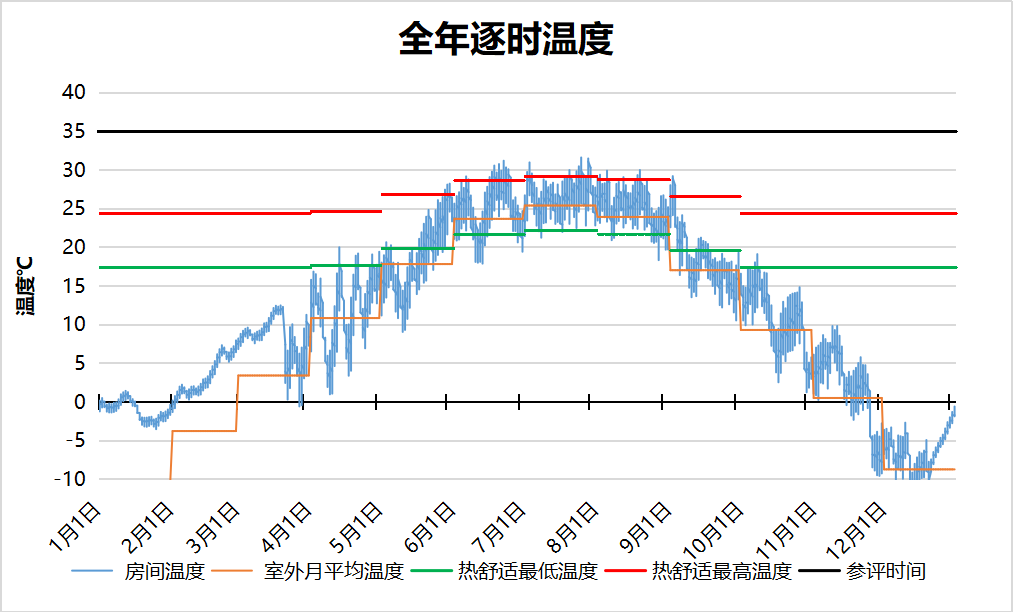 全年逐时温度
温度℃
40
35
30
25
20
15
10
5
0
-5
-10
1月1日
2月1日
3月1日
4月1日
5月1日
6月1日
7月1日
8月1日
9月1日
10月1日
11月1日
12月1日
房间温度 室外月平均温度 热舒适最低温度 热舒适最高温度 参评时间